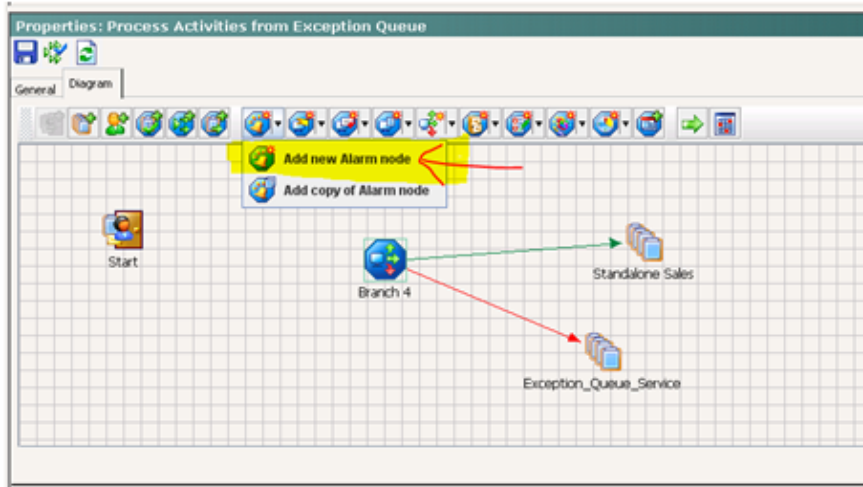 Properties: Process Activities from Exception Queue
General
Diagram
Add new Alarm node
Add copy of Alarm node
Start
Branch 4
Standalone Sales
Exception_Queue_Service